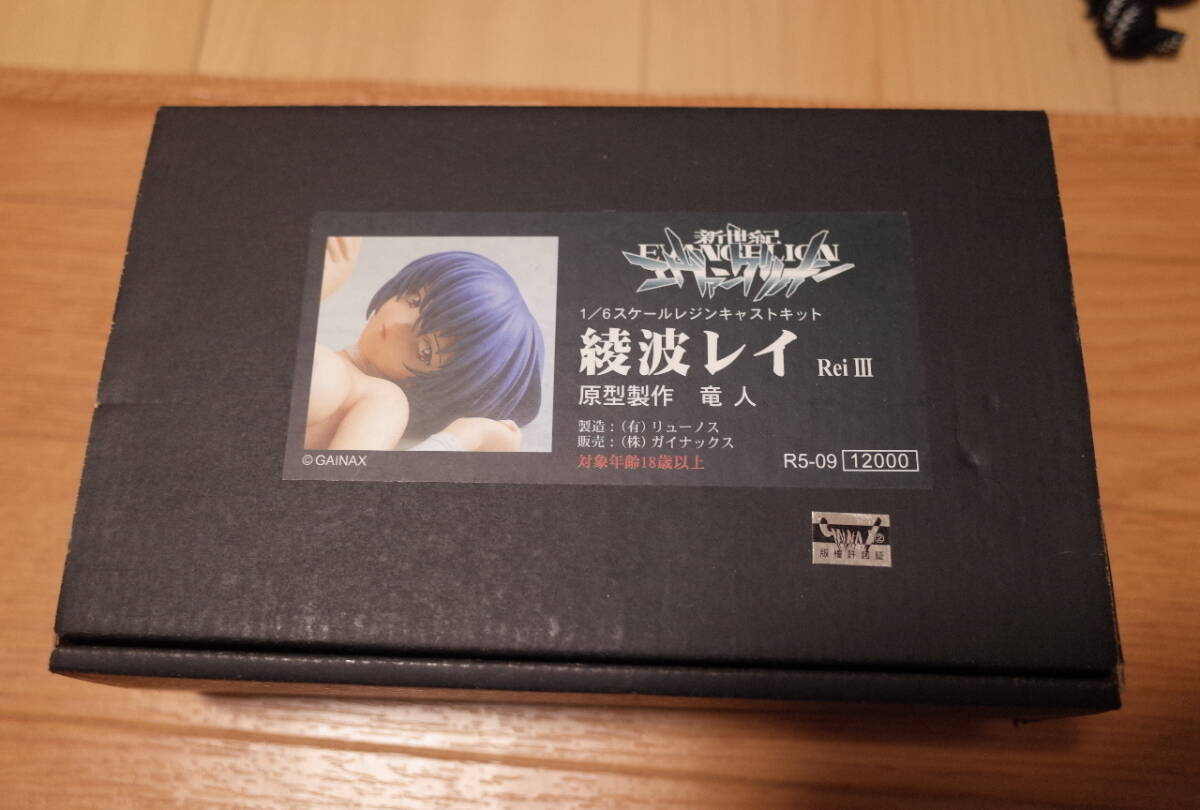 新世紀
EVANGELION
エヴァンゲリオン
1/6スケールレジンキャストキット
綾波レイ Rei Ⅲ
原型製作 竜人
製造：(有)リューノス
販売：(株)ガイナックス
対象年齢18歳以上
R5-09 12000
©GAINAX
GAINAX
版権許諾証